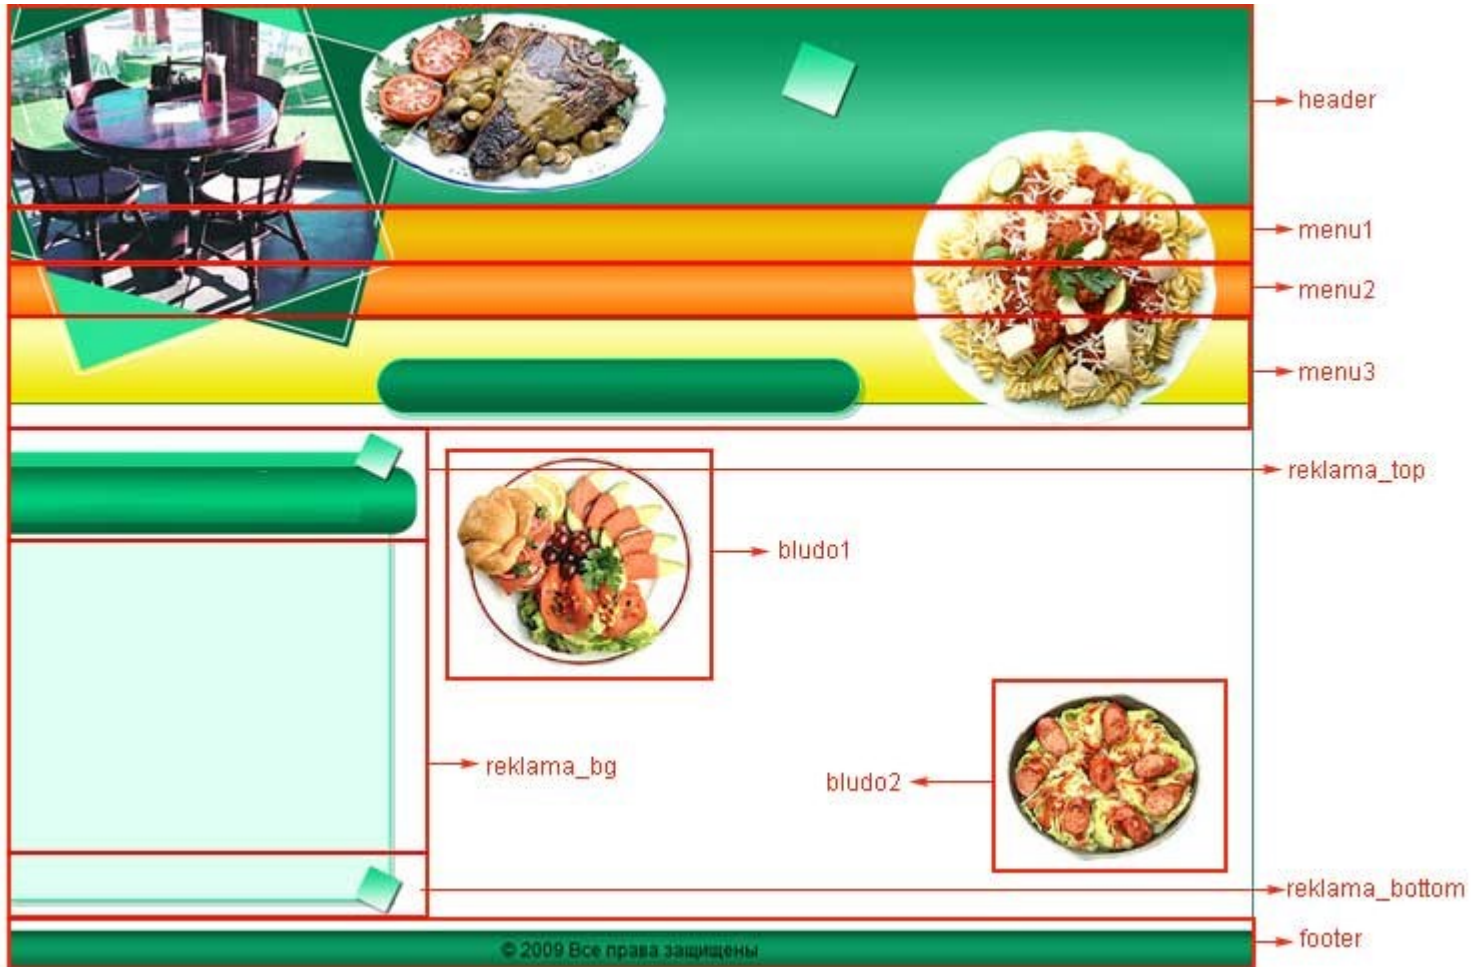 header
menu1
menu2
menu3
reklama_top
bludo1
reklama_bg
bludo2
reklama_bottom
footer
© 2009 Все права защищены